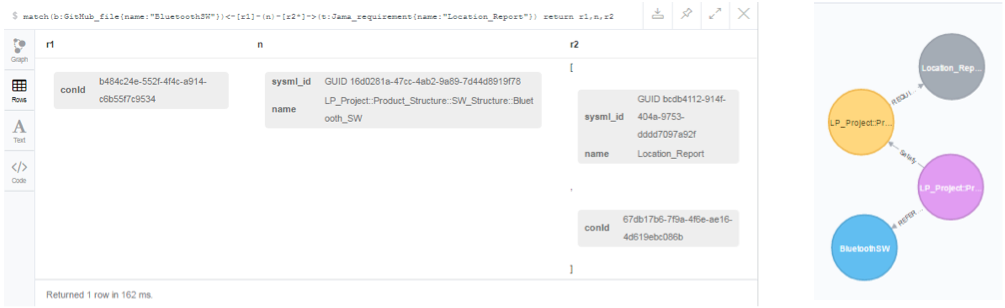 $ match(b:GitHub_file{name:"BluetoothSW"})<-[r1]-(n)-[r2*]->(t:Jama_requirement{name:"Location_Report"}) return r1,n,r2
Graph
Rows
Text
Code
r1
n
r2
conId
b484c24e-552f-4f4c-a914-
c6b55f7c9534
sysml_id
GUID 16d0281a-47cc-4ab2-9a89-7d44d8919f78
name
LP_Project::Product_Structure::SW_Structure::Bluet
ooth_SW
[
sysml_id
GUID bcdb4112-914f-
404a-9753-
dddd7097a92f
name
Location_Report
,
conId
67db17b6-7f9a-4f6e-ae16-
4d619ebc086b
]
Returned 1 row in 162 ms.
Location_Rep...
REQUI...
LP_Project::Pr...
Satisfy
LP_Project::Pr...
REFER
BluetoothSW